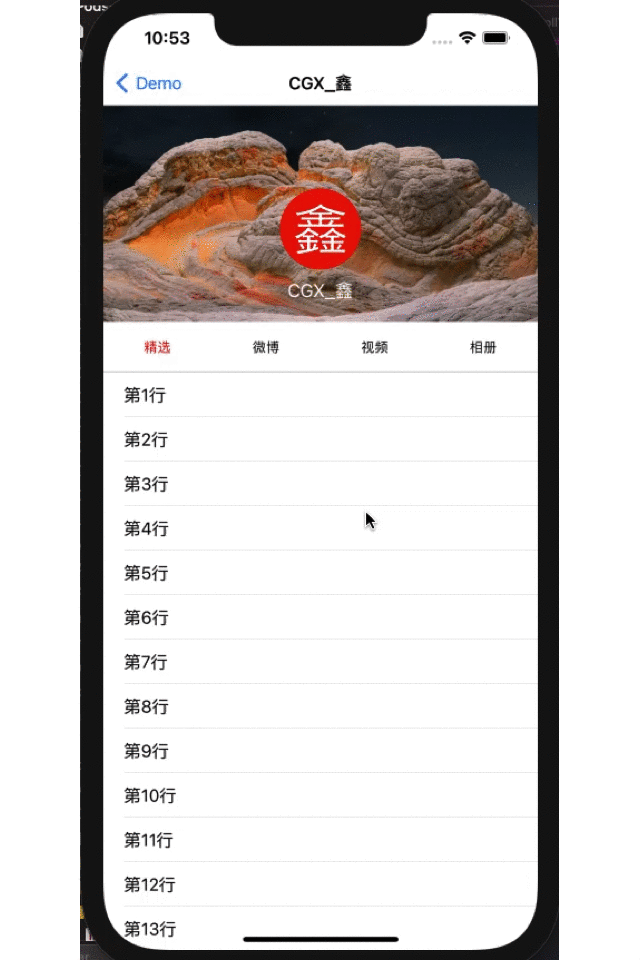 10:53
Demo
CGX_鑫
鑫
CGX_鑫
精选 微博 视频 相册
第1行
第2行
第3行
第4行
第5行
第6行
第7行
第8行
第9行
第10行
第11行
第12行
第13行